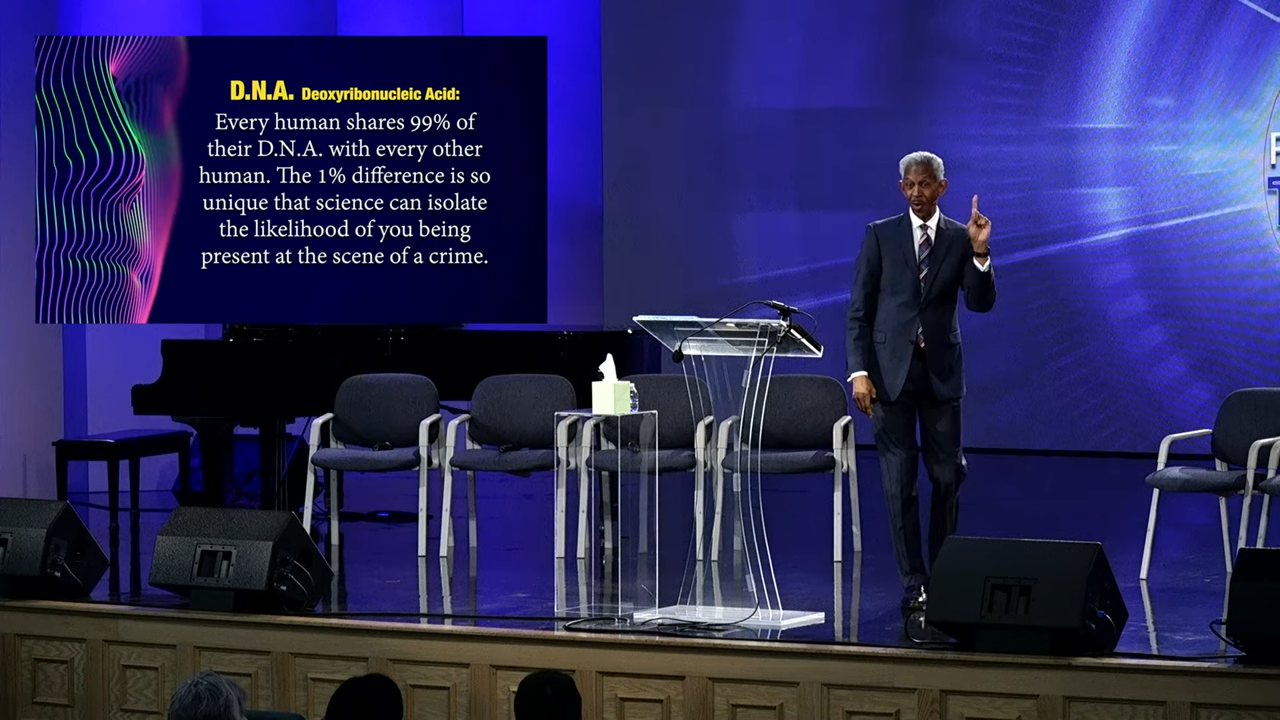 D.N.A. Deoxyribonucleic Acid:
Every human shares 99% of
their D.N.A. with every other
human. The 1% difference is so
unique that science can isolate
the likelihood of you being
present at the scene of a crime.